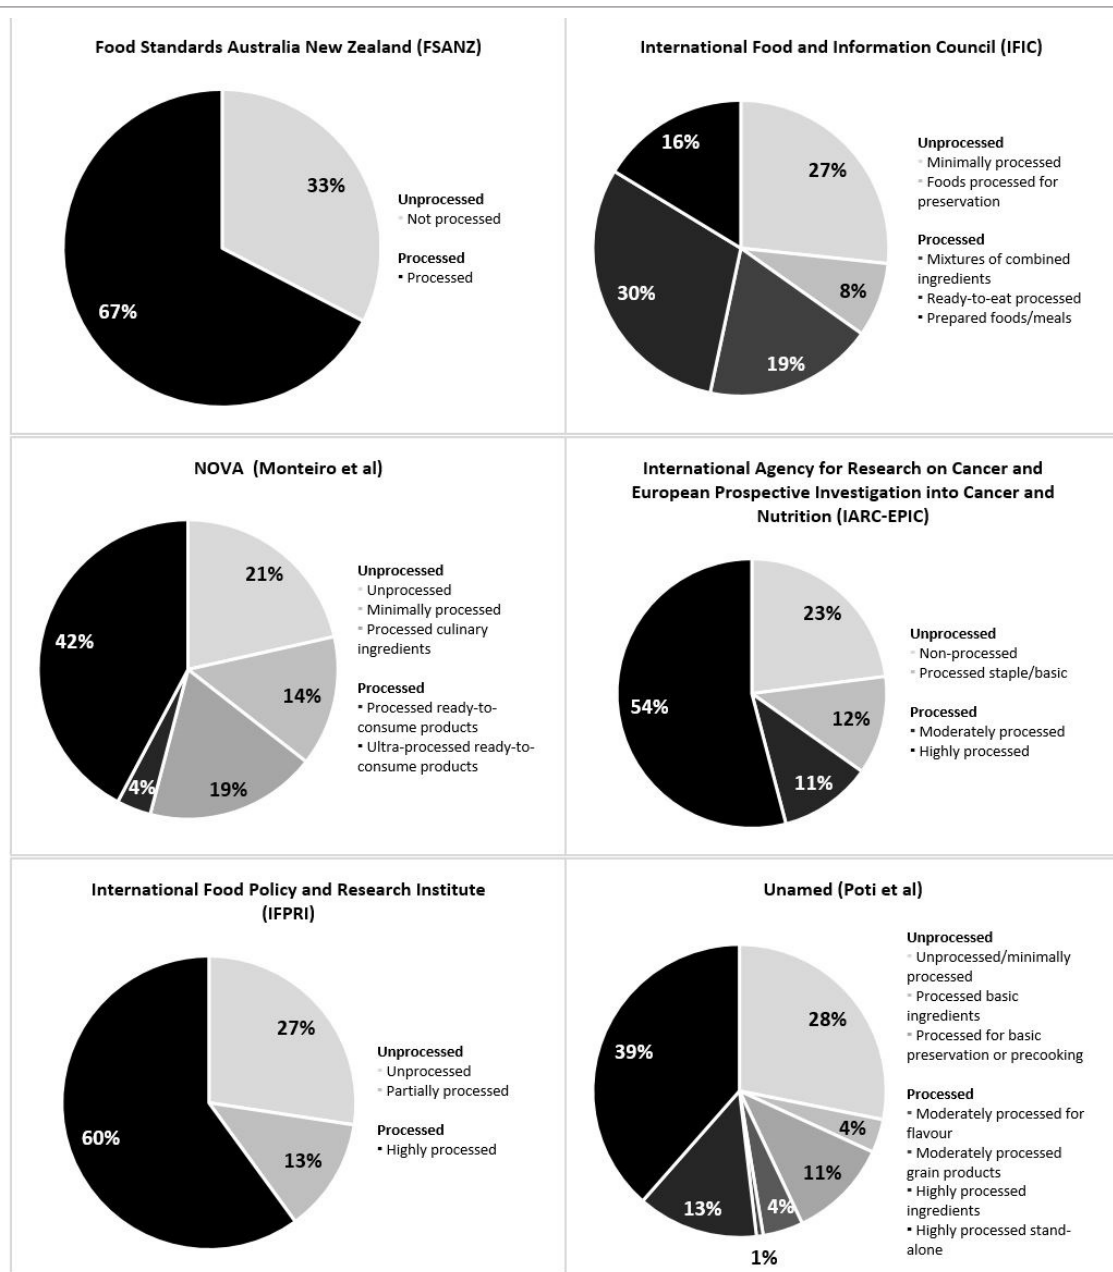 Food Standards Australia New Zealand (FSANZ)
33%
67%
Unprocessed
Not processed
Processed
Processed
International Food and Information Council (IFIC)
16%
27%
30%
8%
19%
Unprocessed
Minimally processed
Foods processed for
preservation
Processed
Mixtures of combined
ingredients
Ready-to-eat processed
Prepared foods/meals
NOVA (Monteiro et al)
21%
42%
14%
4%
19%
Unprocessed
Unprocessed
Minimally processed
Processed culinary
ingredients
Processed
Processed ready-to-
consume products
Ultra-processed ready-to-
consume products
International Agency for Research on Cancer and
European Prospective Investigation into Cancer and
Nutrition (IARC-EPIC)
23%
54%
12%
11%
Unprocessed
Non-processed
Processed staple/basic
Processed
Moderately processed
Highly processed
International Food Policy and Research Institute
(IFPRI)
27%
60%
13%
Unprocessed
Unprocessed
Partially processed
Processed
Highly processed
Unamed (Poti et al)
28%
39%
4%
11%
13%
4%
1%
Unprocessed
Unprocessed/minimally
processed
Processed basic
ingredients
Processed for basic
preservation or precooking
Processed
Moderately processed for
flavour
Moderately processed
grain products
Highly processed
ingredients
Highly processed stand-
alone